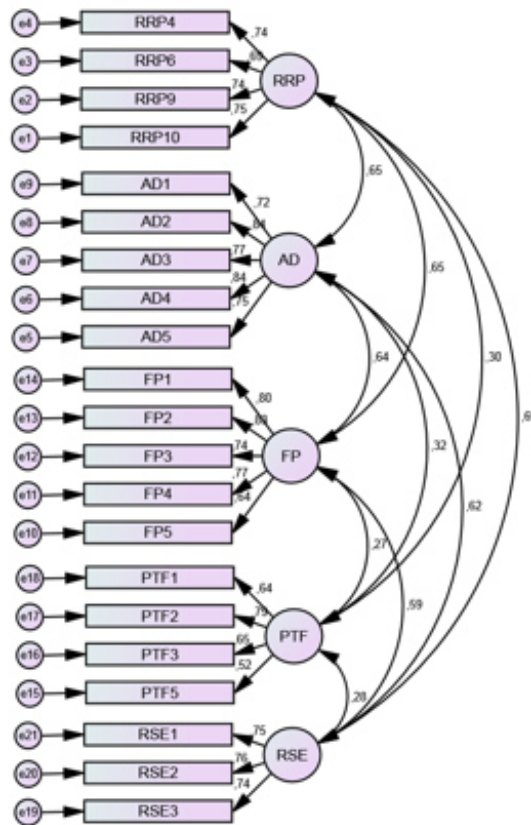 e4 RRP4 ,74
e3 RRP6
RRP
e2 RRP9 ,74
e1 RRP10 ,75
e9 AD1 ,72
,65
e8 AD2
e7 AD3 ,77
AD
,65
e6 AD4 ,84
e5 AD5 ,75
e14 FP1 ,80
,64
,30
e13 FP2
e12 FP3 ,74
FP
,32
e11 FP4 ,77
,62
e10 FP5 ,64
,27
e18 PTF1 ,64
,59
e17 PTF2
PTF
e16 PTF3 ,65
e15 PTF5 ,52
,28
e21 RSE1 ,75
RSE
e20 RSE2 ,76
e19 RSE3 ,74